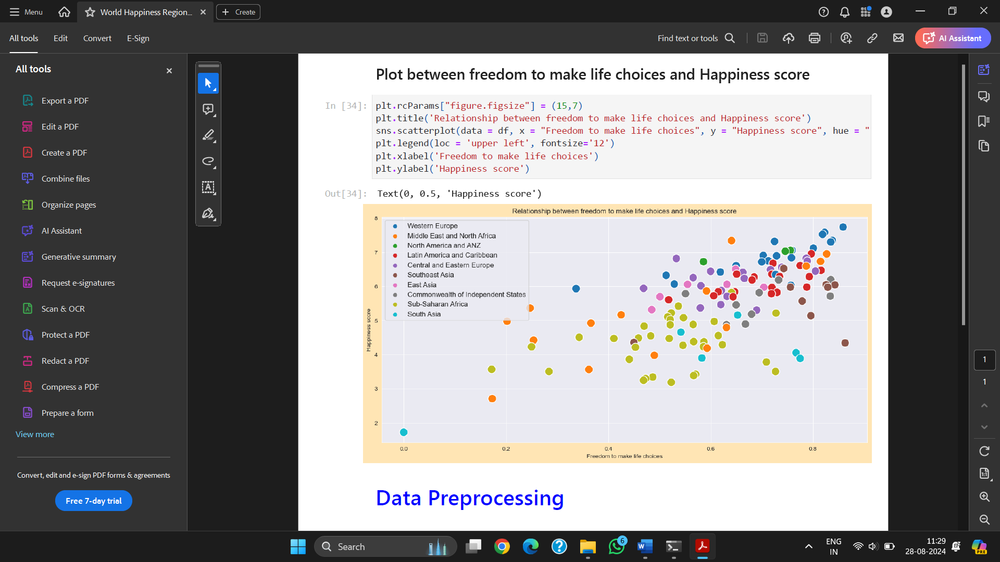 Menu
World Happiness Region...
Create
All tools
Edit
Convert
E-Sign
Find text or tools
AI Assistant
All tools
Export a PDF
Edit a PDF
Create a PDF
Combine files
Organize pages
AI Assistant
Generative summary
Request e-signatures
Scan & OCR
Protect a PDF
Redact a PDF
Compress a PDF
Prepare a form
View more
Convert, edit and e-sign PDF forms & agreements
Free 7-day trial
Plot between freedom to make life choices and Happiness score
In [34]:
plt.rcParams["figure.figsize"] = (15,7)
plt.title('Relationship between freedom to make life choices and Happiness score')
sns.scatterplot(data = df, x = "Freedom to make life choices", y = "Happiness score", hue = "
plt.legend(loc = 'upper left', fontsize='12')
plt.xlabel('Freedom to make life choices')
plt.ylabel('Happiness score')
Out[34]: Text(0, 0.5, 'Happiness score')
Relationship between freedom to make life choices and Happiness score
Western Europe
Middle East and North Africa
North America and ANZ
Latin America and Caribbean
Central and Eastern Europe
Southeast Asia
East Asia
Commonwealth of Independent States
Sub-Saharan Africa
South Asia
8
7
6
5
4
3
2
Happiness score
0.0 0.2 0.4 0.6 0.8
Freedom to make life choices
Data Preprocessing
1
1
1:1
Search
6
W
ENG
IN
11:29
28-08-2024
PRE